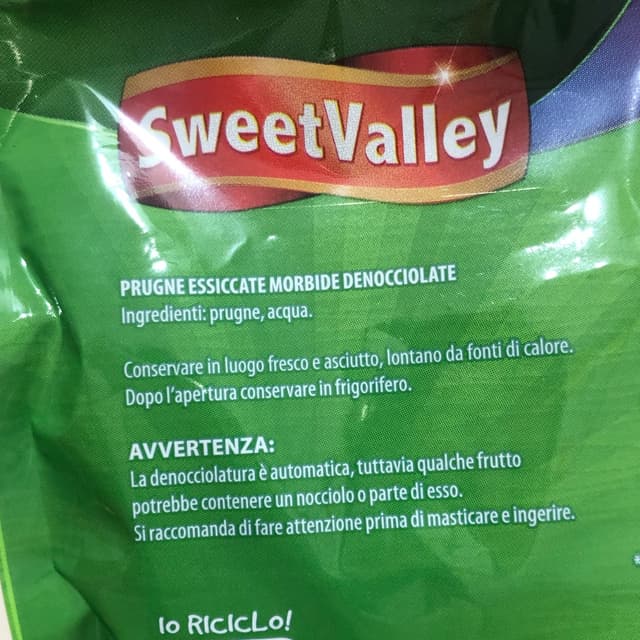 SweetValley
PRUGNE ESSICCATE MORBIDE DENOCCIOLATE
Ingredienti: prugne, acqua.
Conservare in luogo fresco e asciutto, lontano da fonti di calore.
Dopo l'apertura conservare in frigorifero.
AVVERTENZA:
La denocciolatura è automatica, tuttavia qualche frutto
potrebbe contenere un nocciolo o parte di esso.
Si raccomanda di fare attenzione prima di masticare e ingerire.
Io RICICLo!